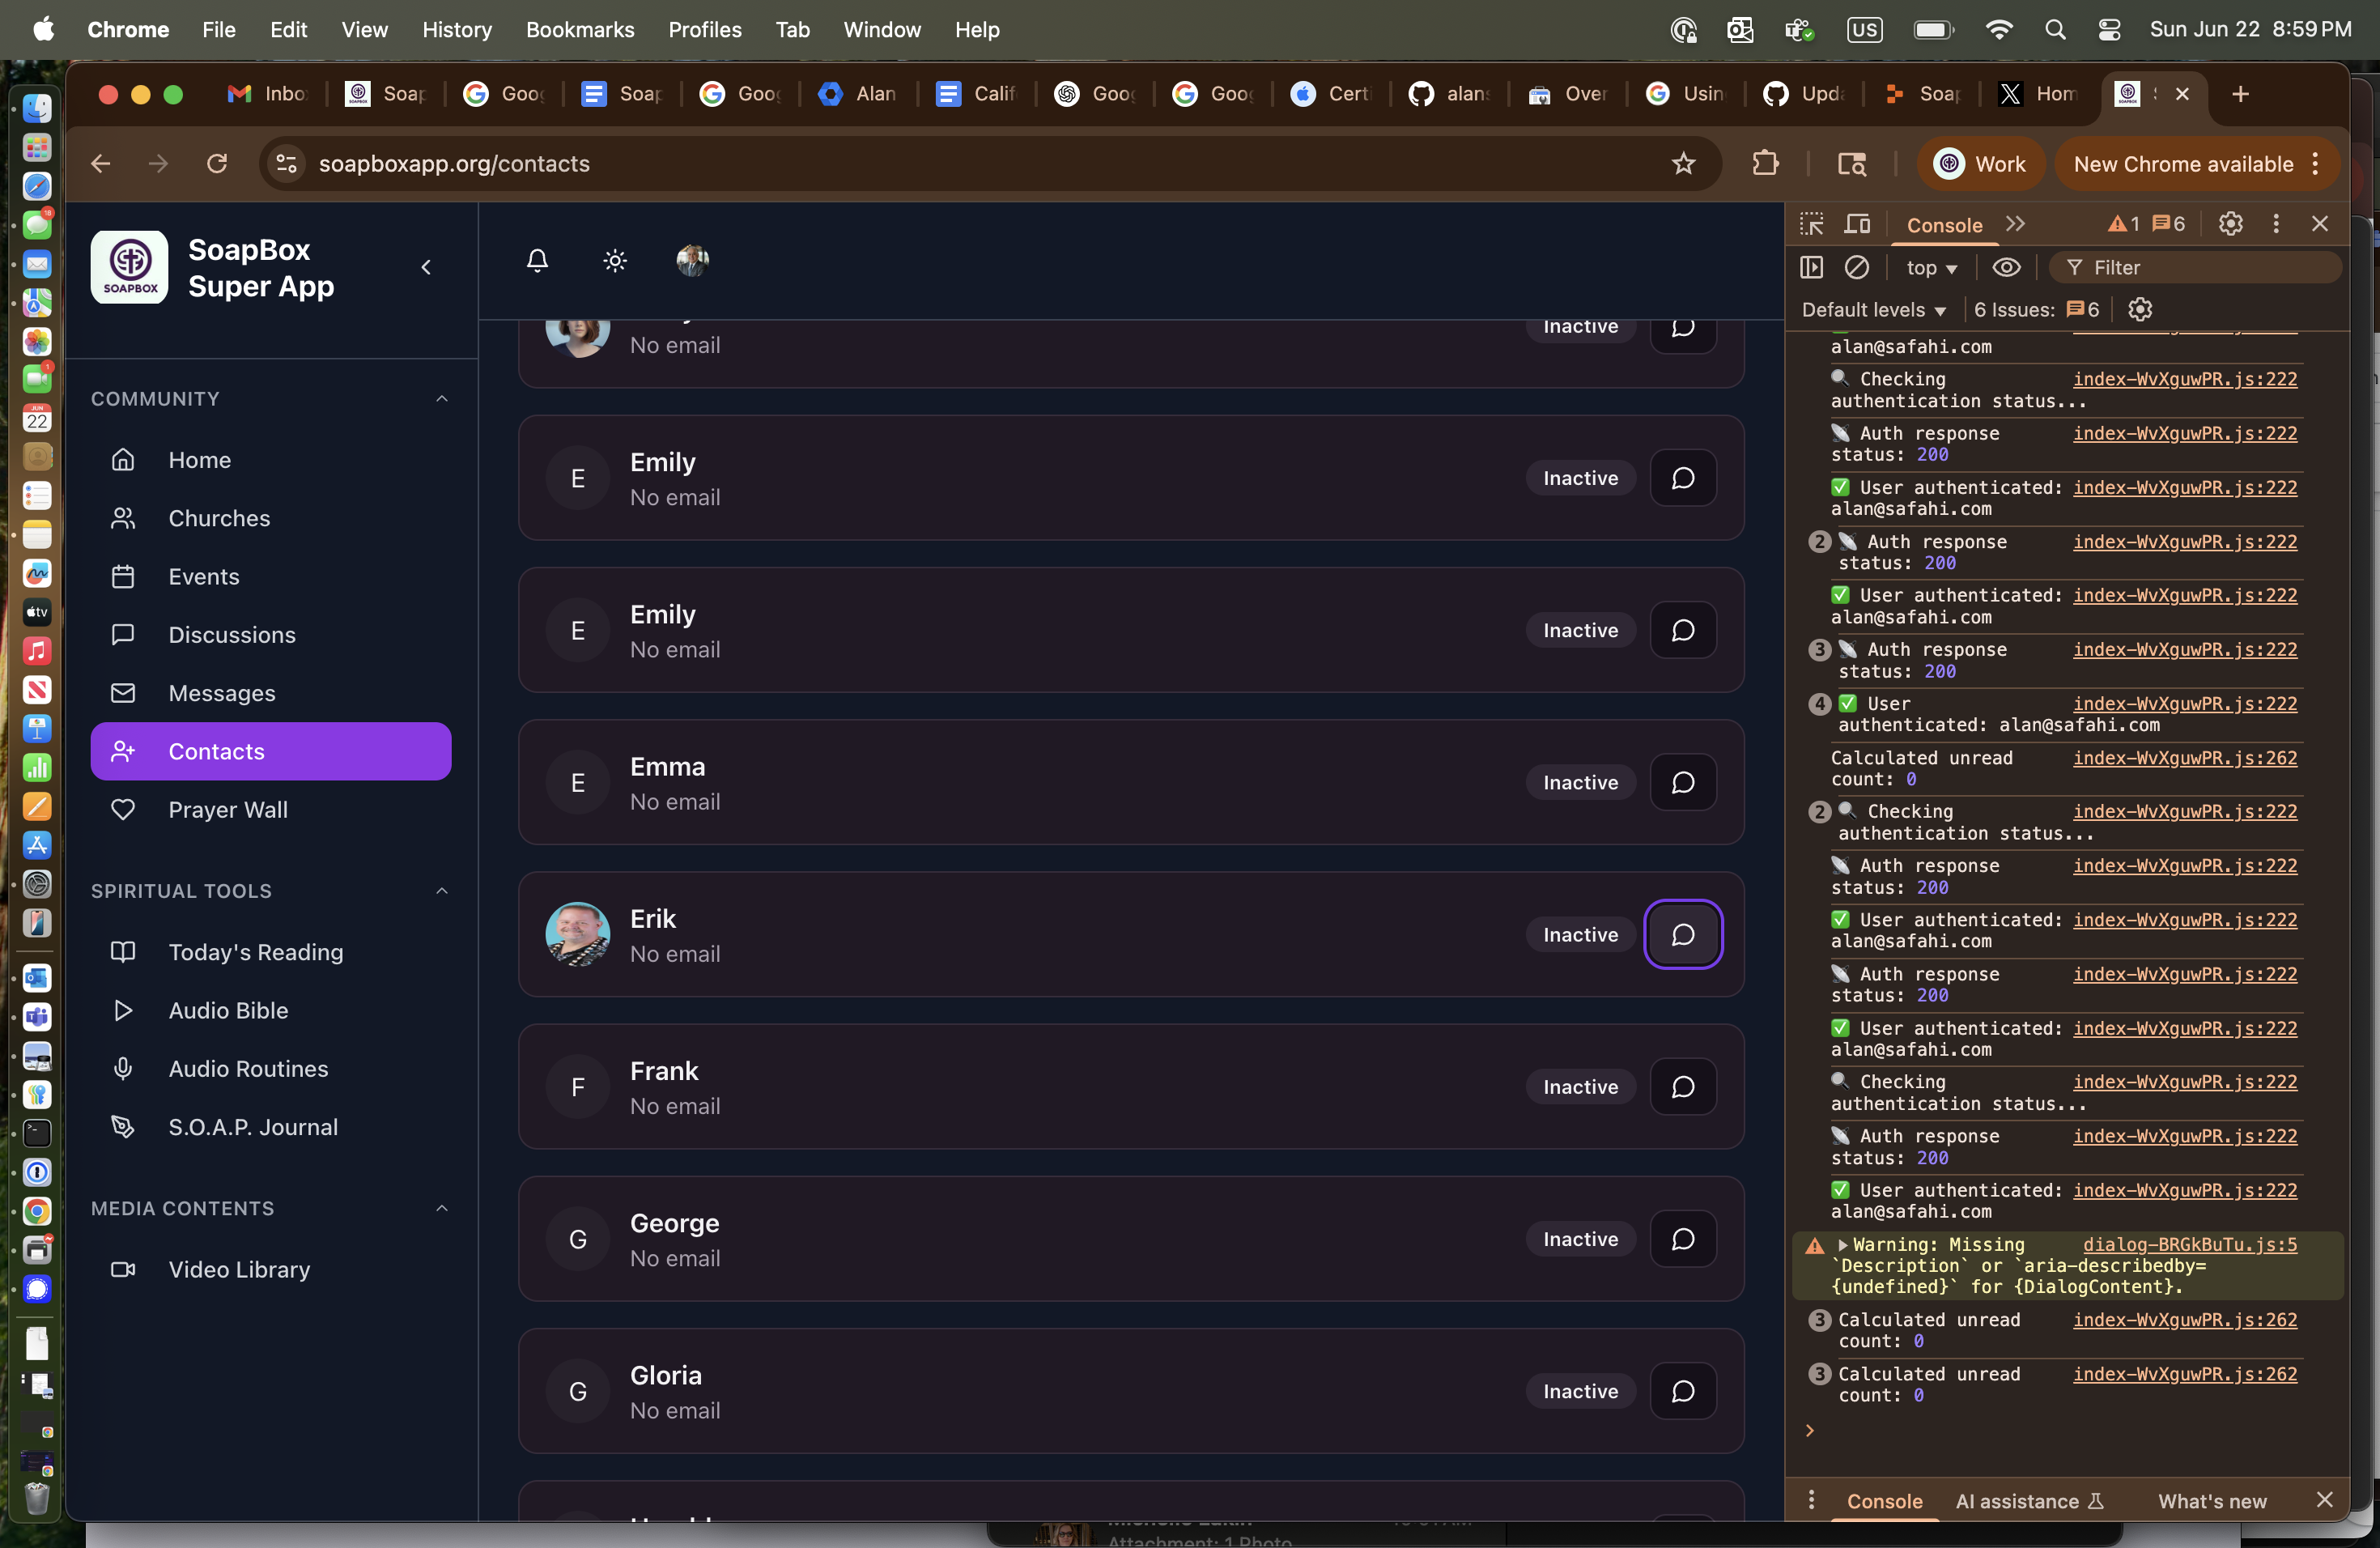 Chrome File Edit View History Bookmarks Profiles Tab Window Help
US
Sun Jun 22 8:59 PM
Inbo Soap Goog Soap Goog Alan Calif Goog Goog Certi alans Over Usin Upda Soap Hom
soapboxapp.org/contacts
Work
New Chrome available
SOAPBOX
SoapBox
Super App
COMMUNITY
Home
Churches
Events
Discussions
Messages
Contacts
Prayer Wall
SPIRITUAL TOOLS
Today's Reading
Audio Bible
Audio Routines
S.O.A.P. Journal
MEDIA CONTENTS
Video Library
No email
Inactive
Emily
No email
Inactive
Emily
No email
Inactive
Emma
No email
Inactive
Erik
No email
Inactive
Frank
No email
Inactive
George
No email
Inactive
Gloria
No email
Inactive
E
E
E
F
G
G
Console
1
6
top
Filter
Default levels
6 Issues: 6
alan@safahi.com
Checking index-WvXguwPR.js:222
authentication status...
Auth response index-WvXguwPR.js:222
status: 200
User authenticated: index-WvXguwPR.js:222
alan@safahi.com
2 Auth response index-WvXguwPR.js:222
status: 200
User authenticated: index-WvXguwPR.js:222
alan@safahi.com
3 Auth response index-WvXguwPR.js:222
status: 200
4 User index-WvXguwPR.js:222
authenticated: alan@safahi.com
Calculated unread index-WvXguwPR.js:262
count: 0
2 Checking index-WvXguwPR.js:222
authentication status...
Auth response index-WvXguwPR.js:222
status: 200
User authenticated: index-WvXguwPR.js:222
alan@safahi.com
Auth response index-WvXguwPR.js:222
status: 200
User authenticated: index-WvXguwPR.js:222
alan@safahi.com
Checking index-WvXguwPR.js:222
authentication status...
Auth response index-WvXguwPR.js:222
status: 200
User authenticated: index-WvXguwPR.js:222
alan@safahi.com
Warning: Missing dialog-BRGkBuTu.js:5
`Description` or `aria-describedby=
{undefined}` for {DialogContent}.
3 Calculated unread index-WvXguwPR.js:262
count: 0
3 Calculated unread index-WvXguwPR.js:262
count: 0
Console AI assistance What's new
Attachment: 1 Photo
18
1
JUN
22
tv